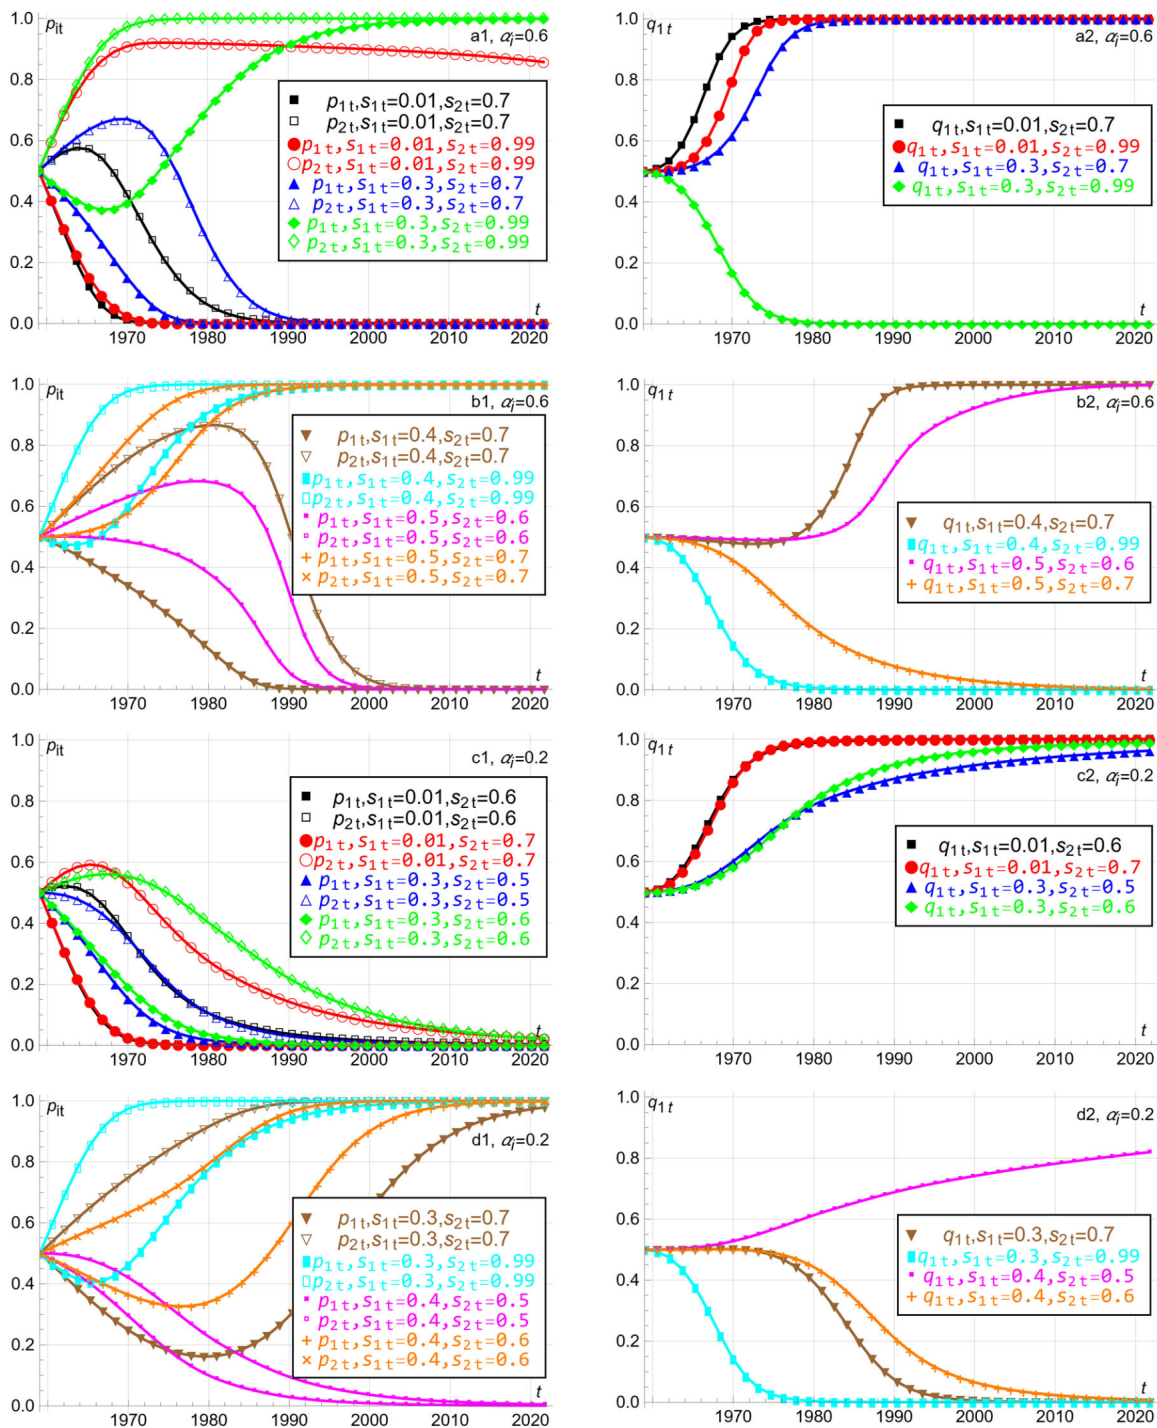 p_it
a1, α_i=0.6
1.0
0.8
0.6
0.4
0.2
0.0
p_1t,s_1t=0.01,s_2t=0.7
p_2t,s_1t=0.01,s_2t=0.7
p_1t,s_1t=0.01,s_2t=0.99
p_2t,s_1t=0.01,s_2t=0.99
p_1t,s_1t=0.3,s_2t=0.7
p_2t,s_1t=0.3,s_2t=0.7
p_1t,s_1t=0.3,s_2t=0.99
p_2t,s_1t=0.3,s_2t=0.99
t
1970 1980 1990 2000 2010 2020
q_1t
a2, α_i=0.6
1.0
0.8
0.6
0.4
0.2
0.0
q_1t,s_1t=0.01,s_2t=0.7
q_1t,s_1t=0.01,s_2t=0.99
q_1t,s_1t=0.3,s_2t=0.7
q_1t,s_1t=0.3,s_2t=0.99
t
1970 1980 1990 2000 2010 2020
p_it
b1, α_i=0.6
1.0
0.8
0.6
0.4
0.2
0.0
p_1t,s_1t=0.4,s_2t=0.7
p_2t,s_1t=0.4,s_2t=0.7
p_1t,s_1t=0.4,s_2t=0.99
p_2t,s_1t=0.4,s_2t=0.99
p_1t,s_1t=0.5,s_2t=0.6
p_2t,s_1t=0.5,s_2t=0.6
p_1t,s_1t=0.5,s_2t=0.7
p_2t,s_1t=0.5,s_2t=0.7
t
1970 1980 1990 2000 2010 2020
q_1t
b2, α_i=0.6
1.0
0.8
0.6
0.4
0.2
0.0
q_1t,s_1t=0.4,s_2t=0.7
q_1t,s_1t=0.4,s_2t=0.99
q_1t,s_1t=0.5,s_2t=0.6
q_1t,s_1t=0.5,s_2t=0.7
t
1970 1980 1990 2000 2010 2020
p_it
c1, α_i=0.2
1.0
0.8
0.6
0.4
0.2
0.0
p_1t,s_1t=0.01,s_2t=0.6
p_2t,s_1t=0.01,s_2t=0.6
p_1t,s_1t=0.01,s_2t=0.7
p_2t,s_1t=0.01,s_2t=0.7
p_1t,s_1t=0.3,s_2t=0.5
p_2t,s_1t=0.3,s_2t=0.5
p_1t,s_1t=0.3,s_2t=0.6
p_2t,s_1t=0.3,s_2t=0.6
t
1970 1980 1990 2000 2010 2020
q_1t
c2, α_i=0.2
1.0
0.8
0.6
0.4
0.2
0.0
q_1t,s_1t=0.01,s_2t=0.6
q_1t,s_1t=0.01,s_2t=0.7
q_1t,s_1t=0.3,s_2t=0.5
q_1t,s_1t=0.3,s_2t=0.6
t
1970 1980 1990 2000 2010 2020
p_it
d1, α_i=0.2
1.0
0.8
0.6
0.4
0.2
0.0
p_1t,s_1t=0.3,s_2t=0.7
p_2t,s_1t=0.3,s_2t=0.7
p_1t,s_1t=0.3,s_2t=0.99
p_2t,s_1t=0.3,s_2t=0.99
p_1t,s_1t=0.4,s_2t=0.5
p_2t,s_1t=0.4,s_2t=0.5
p_1t,s_1t=0.4,s_2t=0.6
p_2t,s_1t=0.4,s_2t=0.6
t
1970 1980 1990 2000 2010 2020
q_1t
d2, α_i=0.2
1.0
0.8
0.6
0.4
0.2
0.0
q_1t,s_1t=0.3,s_2t=0.7
q_1t,s_1t=0.3,s_2t=0.99
q_1t,s_1t=0.4,s_2t=0.5
q_1t,s_1t=0.4,s_2t=0.6
t
1970 1980 1990 2000 2010 2020